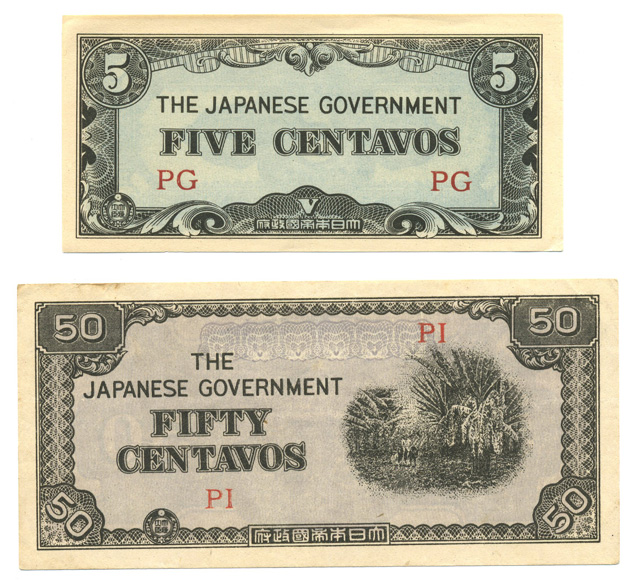 5 5
THE JAPANESE GOVERNMENT
FIVE CENTAVOS
PG PG
V
大日本帝國政府
50 50
PI
THE
JAPANESE GOVERNMENT
FIFTY
CENTAVOS
PI
50 50
大日本帝國政府